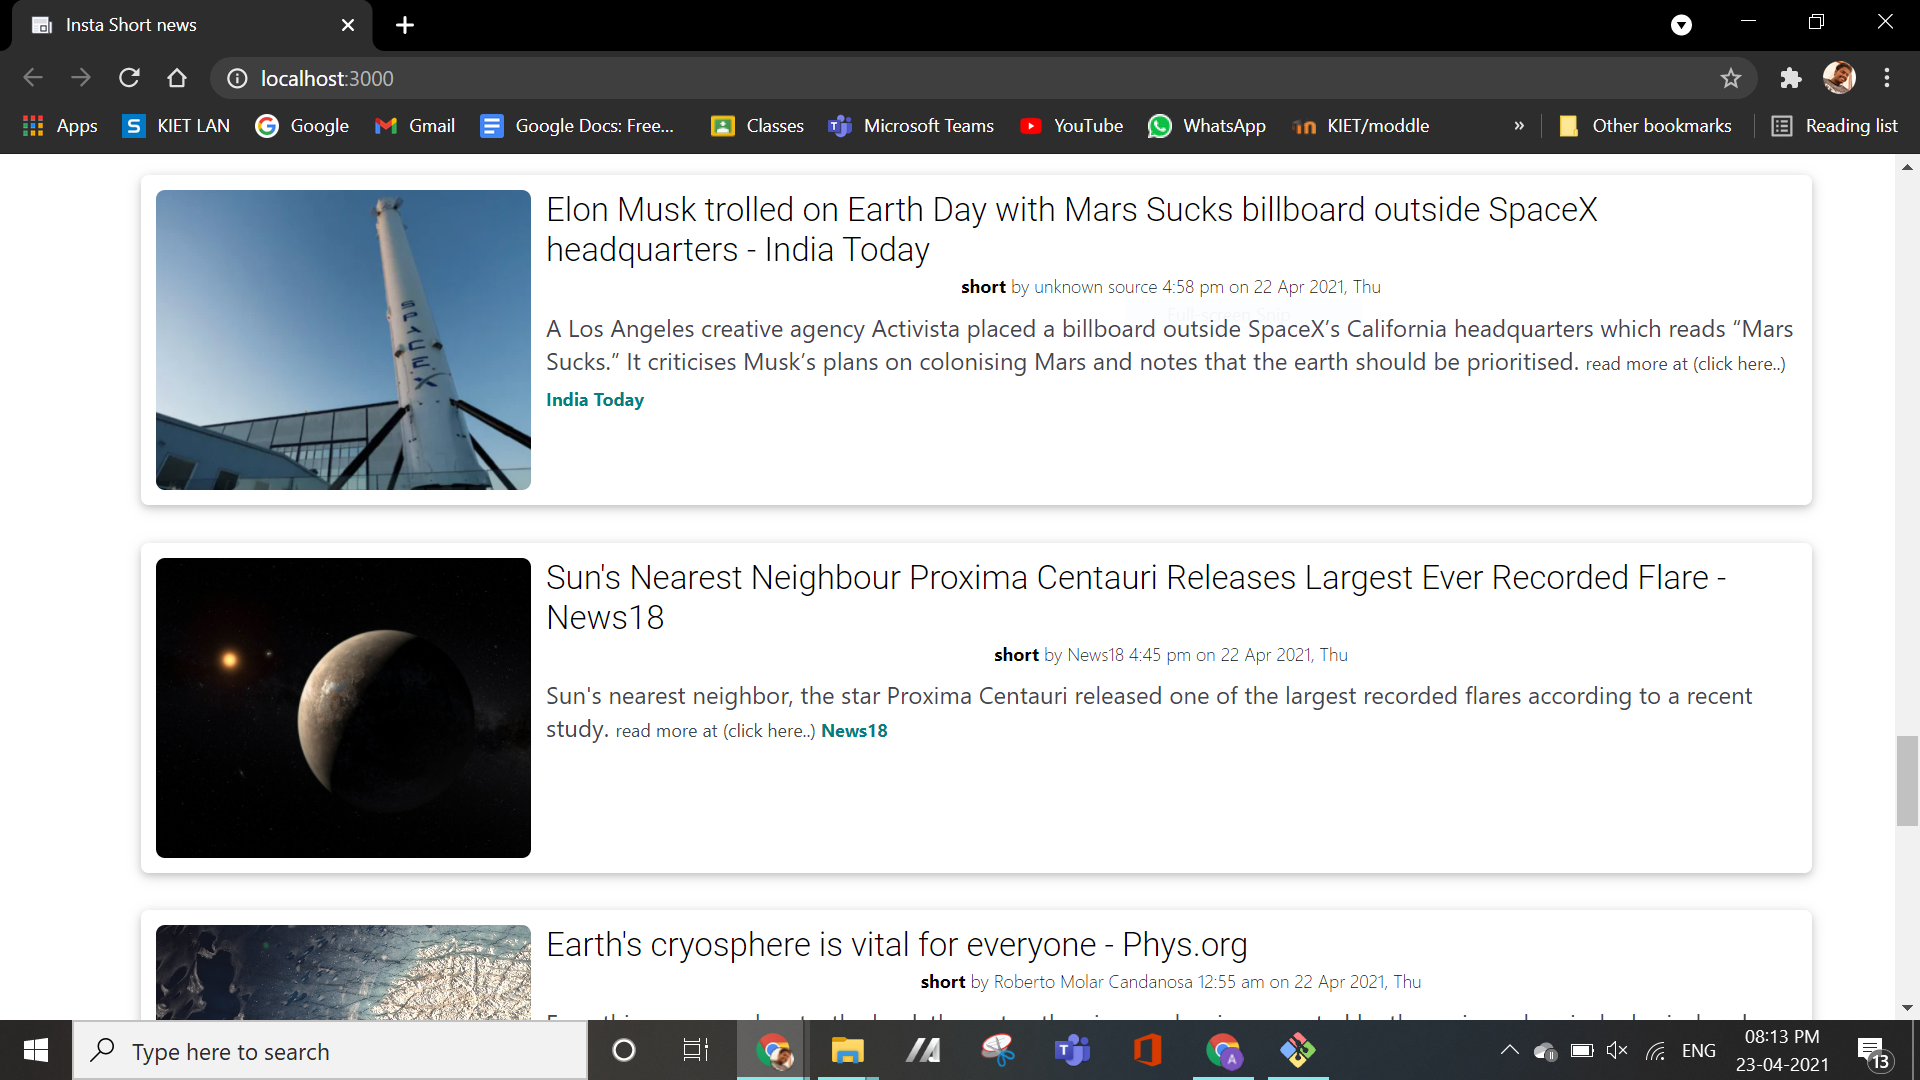 Insta Short news
localhost:3000
Apps KIET LAN Google Gmail Google Docs: Free... Classes Microsoft Teams YouTube WhatsApp KIET/moddle » Other bookmarks Reading list
SPACEX
Elon Musk trolled on Earth Day with Mars Sucks billboard outside SpaceX
headquarters - India Today
short by unknown source 4:58 pm on 22 Apr 2021, Thu
Full-screen Snip
A Los Angeles creative agency Activista placed a billboard outside SpaceX’s California headquarters which reads “Mars
Sucks.” It criticises Musk’s plans on colonising Mars and notes that the earth should be prioritised. read more at (click here..)
India Today
Sun's Nearest Neighbour Proxima Centauri Releases Largest Ever Recorded Flare -
News18
short by News18 4:45 pm on 22 Apr 2021, Thu
Sun's nearest neighbor, the star Proxima Centauri released one of the largest recorded flares according to a recent
study. read more at (click here..) News18
Earth's cryosphere is vital for everyone - Phys.org
short by Roberto Molar Candanosa 12:55 am on 22 Apr 2021, Thu
Type here to search
ENG
08:13 PM
23-04-2021
13